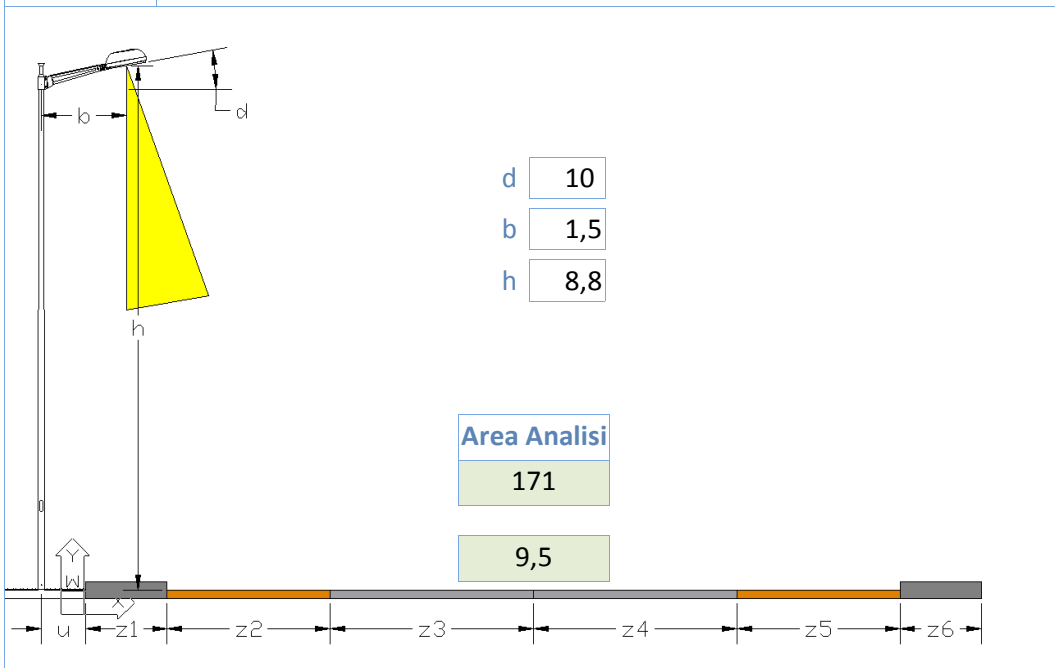 b
d
d 10
b 1,5
h 8,8
h
Area Analisi
171
9,5
Y
W
X
u z1 z2 z3 z4 z5 z6